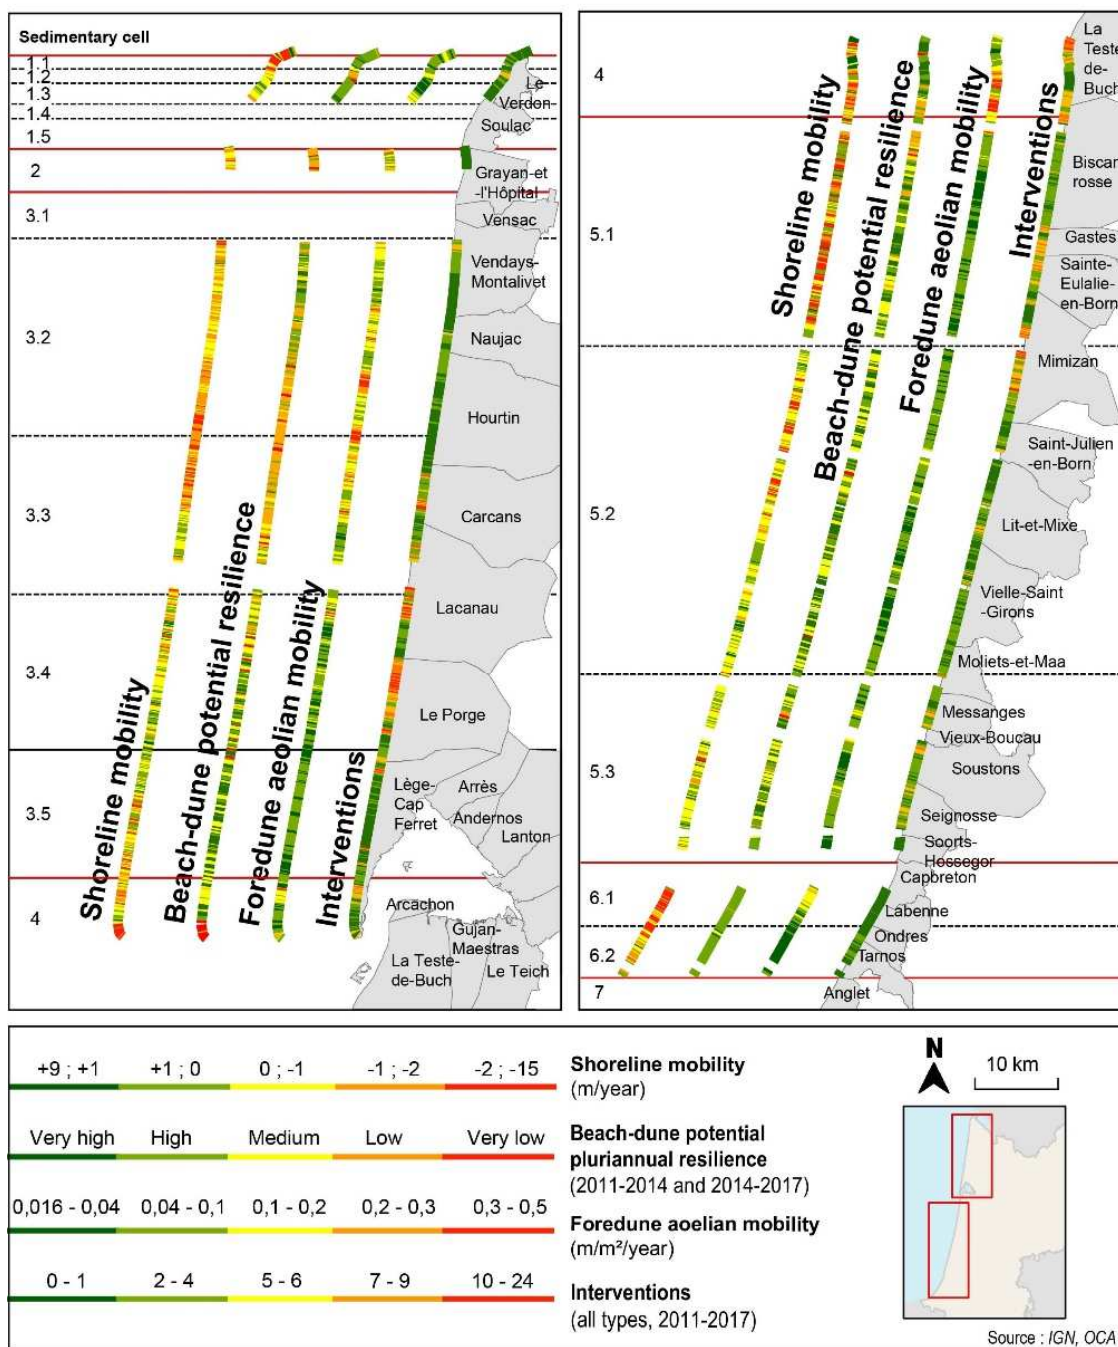 Sedimentary cell
1.1
1.2
1.3
1.4
1.5
2
3.1
3.2
3.3
3.4
3.5
4
Le
Verdon
Soulac
Grayan-et
-l'Hôpital
Vensac
Vendays-
Montalivet
Naujac
Hourtin
Carcans
Lacanau
Le Porge
Lège-
Cap
Ferret
Arrès
Andernos
Lanton
Arcachon
Gujan-
Maestras
La Teste-
de-Buch
Le Teich
Shoreline mobility
Beach-dune potential resilience
Foredune aeolian mobility
Interventions
4
5.1
5.2
5.3
6.1
6.2
7
La
Teste
de-
Buch
Biscar
rosse
Gastes
Sainte-
Eulalie-
en-Born
Mimizan
Saint-Julien
-en-Born
Lit-et-Mixe
Vielle-Saint
-Girons
Moliets-et-Maa
Messanges
Vieux-Boucau
Soustons
Seignosse
Soorts-
Hossegor
Capbreton
Labenne
Ondres
Tarnos
Anglet
Shoreline mobility
Beach-dune potential resilience
Foredune aeolian mobility
Interventions
+9 ; +1 +1 ; 0 0 ; -1 -1 ; -2 -2 ; -15
Shoreline mobility
(m/year)
Very high High Medium Low Very low
Beach-dune potential
pluriannual resilience
(2011-2014 and 2014-2017)
0,016 - 0,04 0,04 - 0,1 0,1 - 0,2 0,2 - 0,3 0,3 - 0,5
Foredune aoelian mobility
(m/m²/year)
0 - 1 2 - 4 5 - 6 7 - 9 10 - 24
Interventions
(all types, 2011-2017)
N
10 km
Source : IGN, OCA